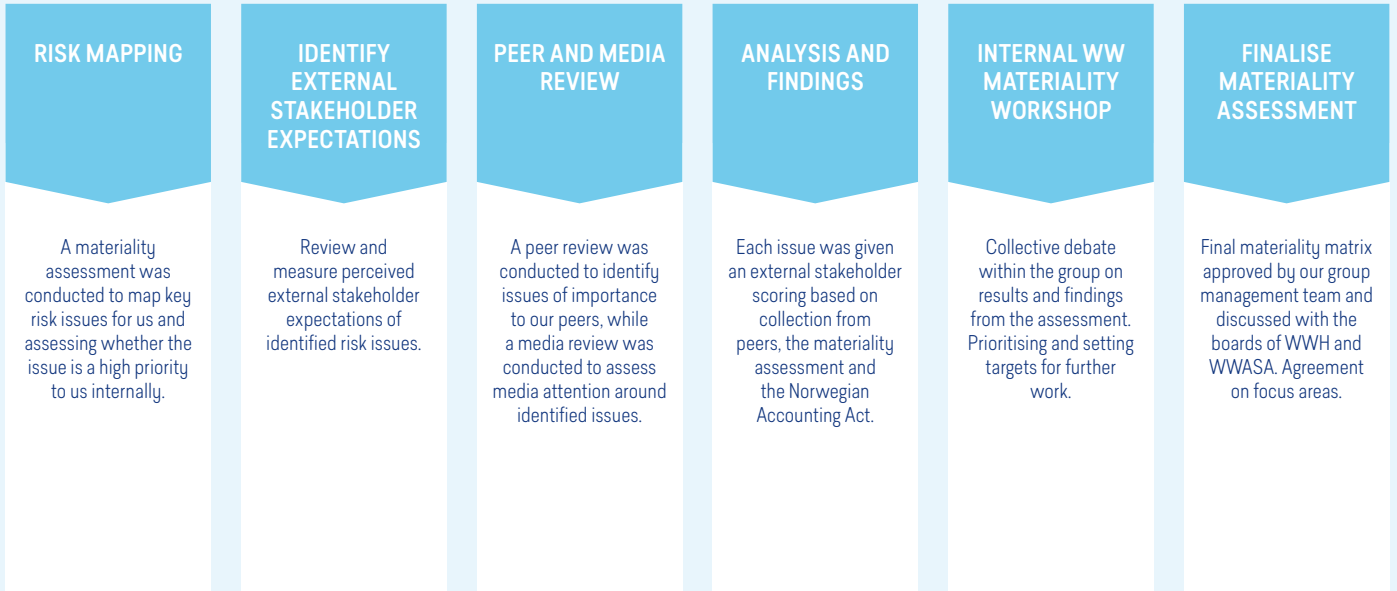 RISK MAPPING
A materiality
assessment was
conducted to map key
risk issues for us and
assessing whether the
issue is a high priority
to us internally.
IDENTIFY
EXTERNAL
STAKEHOLDER
EXPECTATIONS
Review and
measure perceived
external stakeholder
expectations of
identified risk issues.
PEER AND MEDIA
REVIEW
A peer review was
conducted to identify
issues of importance
to our peers, while
a media review was
conducted to assess
media attention around
identified issues.
ANALYSIS AND
FINDINGS
Each issue was given
an external stakeholder
scoring based on
collection from
peers, the materiality
assessment and
the Norwegian
Accounting Act.
INTERNAL WW
MATERIALITY
WORKSHOP
Collective debate
within the group on
results and findings
from the assessment.
Prioritising and setting
targets for further
work.
FINALISE
MATERIALITY
ASSESSMENT
Final materiality matrix
approved by our group
management team and
discussed with the
boards of WWH and
WWASA. Agreement
on focus areas.